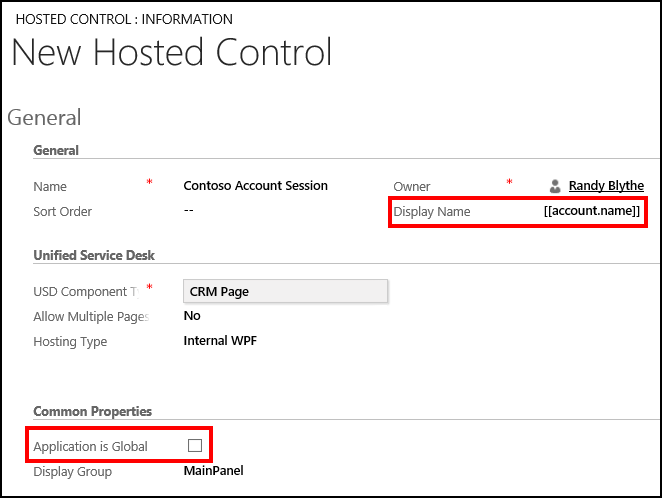 HOSTED CONTROL : INFORMATION
New Hosted Control
General
General
Name * Contoso Account Session Owner * Randy Blythe
Sort Order -- Display Name [[account.name]]
Unified Service Desk
USD Component Ty * CRM Page
Allow Multiple Pages No
Hosting Type Internal WPF
Common Properties
Application is Global
Display Group MainPanel